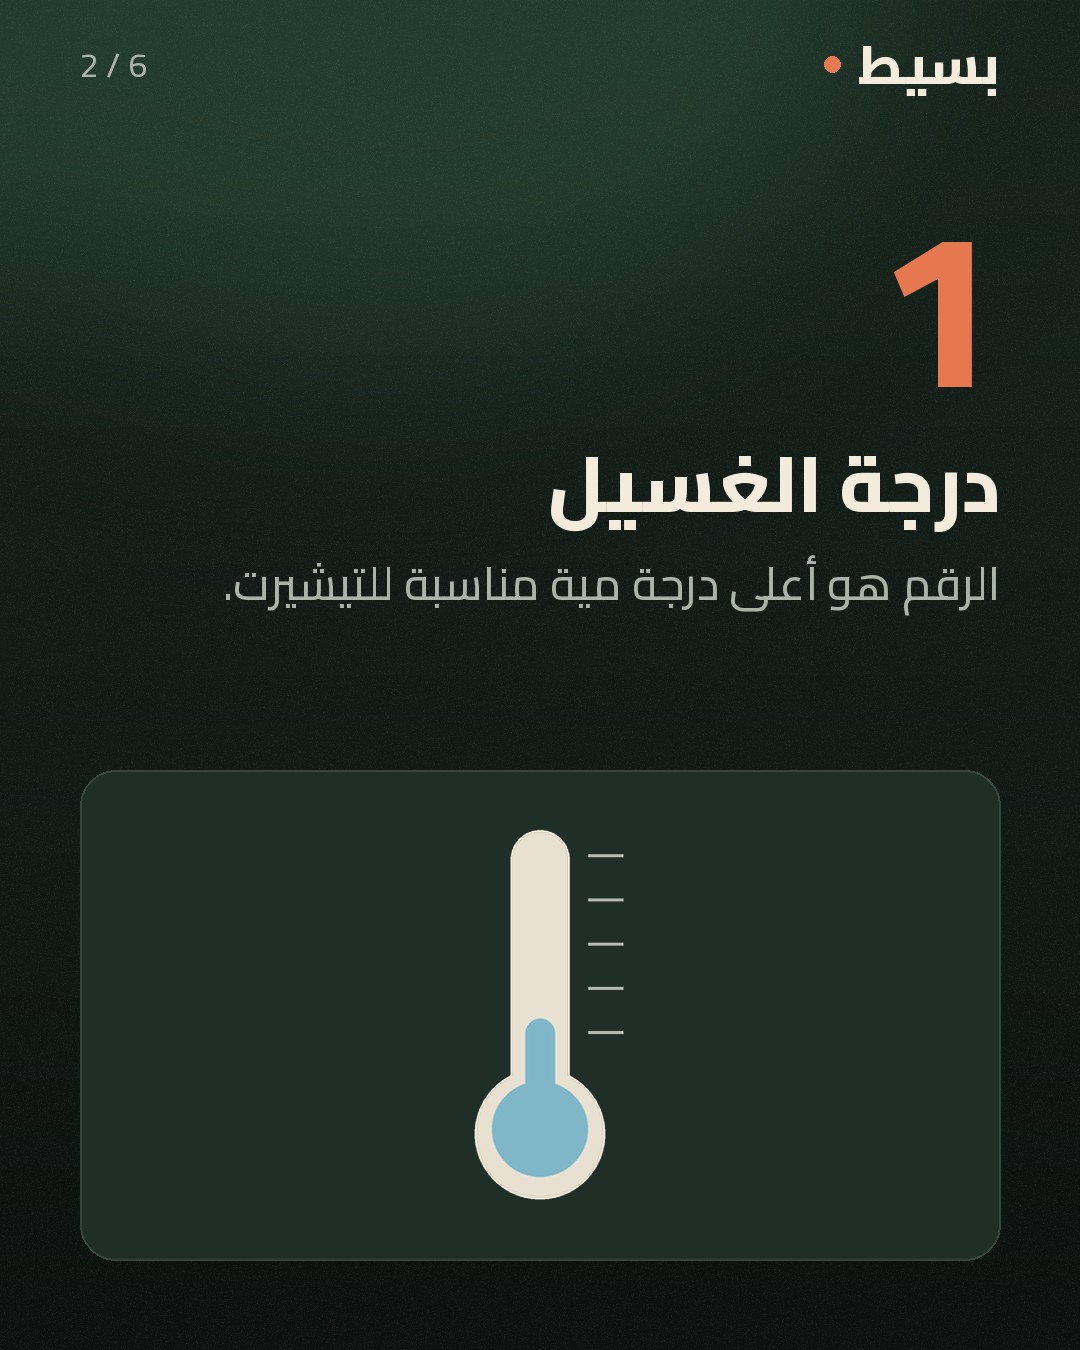 بسيط
2 / 6
1
درجة الغسيل
الرقم هو أعلى درجة مية مناسبة للتيشيرت.